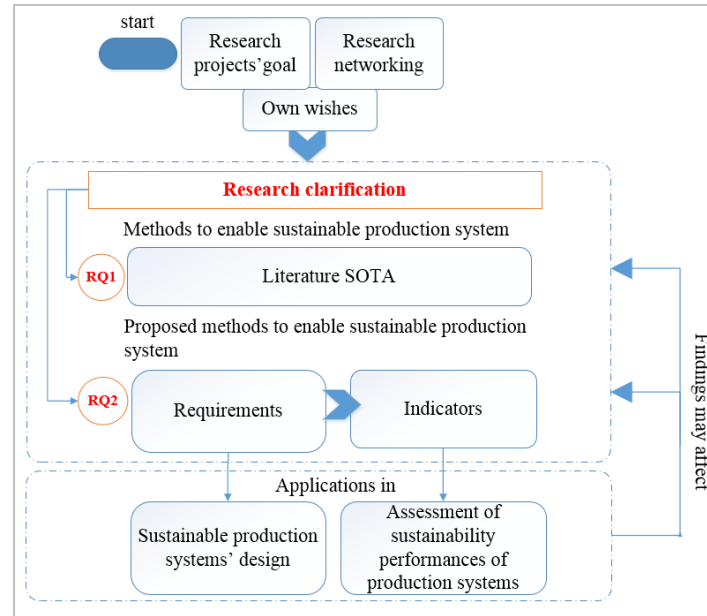 start
Research
projects'goal
Research
networking
Own wishes
Research clarification
Methods to enable sustainable production system
RQ1
Literature SOTA
Proposed methods to enable sustainable production
system
RQ2
Requirements
Indicators
Findings may affect
Applications in
Sustainable production
systems' design
Assessment of
sustainability
performances of
production systems